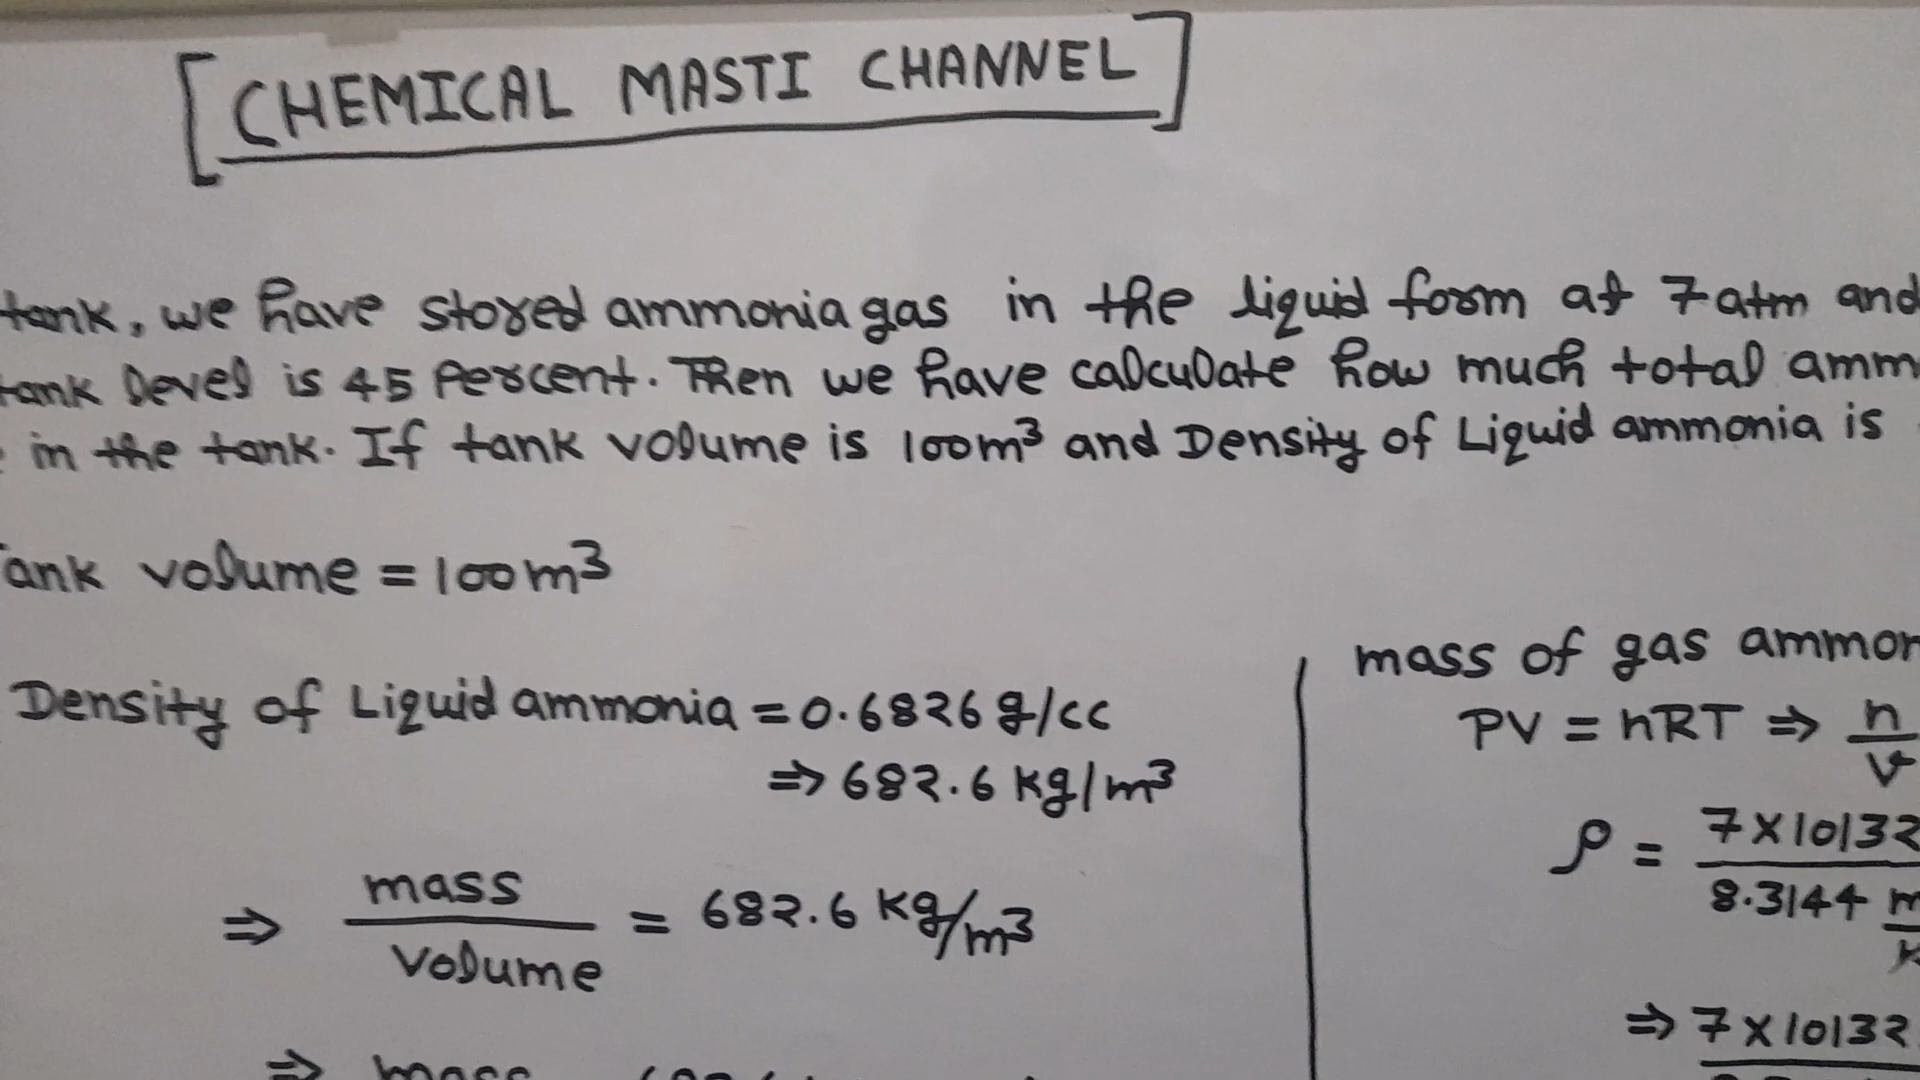 [CHEMICAL MASTI CHANNEL]
tank, we have stored ammonia gas in the liquid form at 7 atm and
tank level is 45 percent. Then we have calculate how much total amm
in the tank. If tank volume is 100m³ and Density of Liquid ammonia is
ank volume = 100m³
Density of Liquid ammonia = 0.6826 g/cc
⇒ 682.6 kg/m³
⇒ mass/volume = 682.6 kg/m³
⇒ mass
mass of gas ammon
PV = nRT ⇒ n/V
ρ = 7×10132 / 8.3144 m/k
⇒ 7×10132